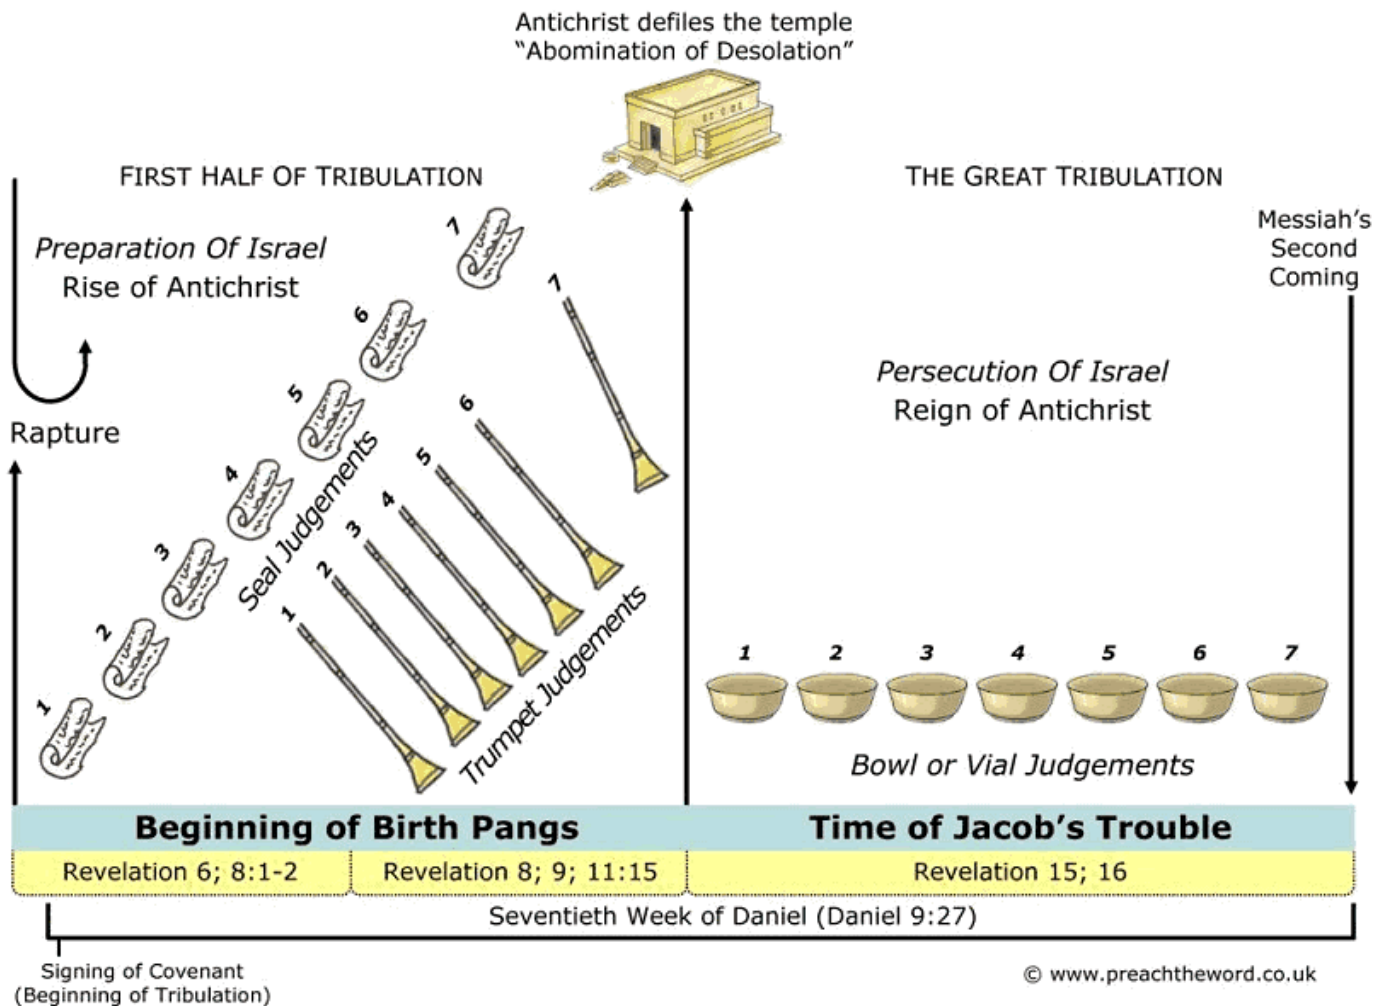 Antichrist defiles the temple
“Abomination of Desolation”
FIRST HALF OF TRIBULATION
THE GREAT TRIBULATION
Preparation Of Israel
Rise of Antichrist
Messiah’s
Second
Coming
Rapture
Persecution Of Israel
Reign of Antichrist
1
2
3
4
5
6
7
Seal Judgements
1
2
3
4
5
6
7
Trumpet Judgements
1 2 3 4 5 6 7
Bowl or Vial Judgements
Beginning of Birth Pangs
Time of Jacob’s Trouble
Revelation 6; 8:1-2
Revelation 8; 9; 11:15
Revelation 15; 16
Seventieth Week of Daniel (Daniel 9:27)
Signing of Covenant
(Beginning of Tribulation)
© www.preachtheword.co.uk